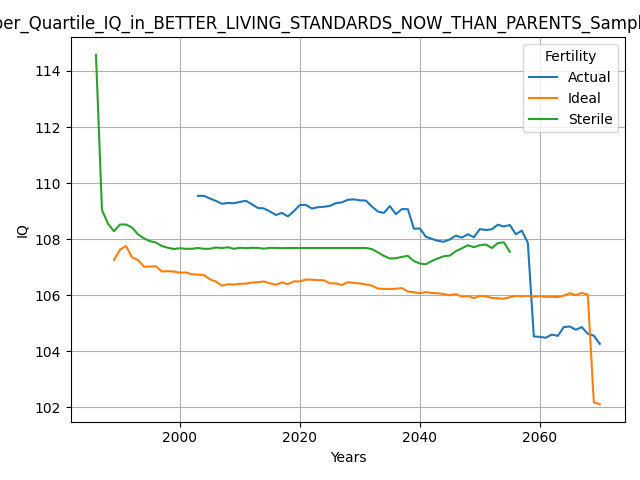 per_Quartile_IQ_in_BETTER_LIVING_STANDARDS_NOW_THAN_PARENTS_Sampl
Fertility
Actual
Ideal
Sterile
IQ
114
112
110
108
106
104
102
2000 2020 2040 2060
Years